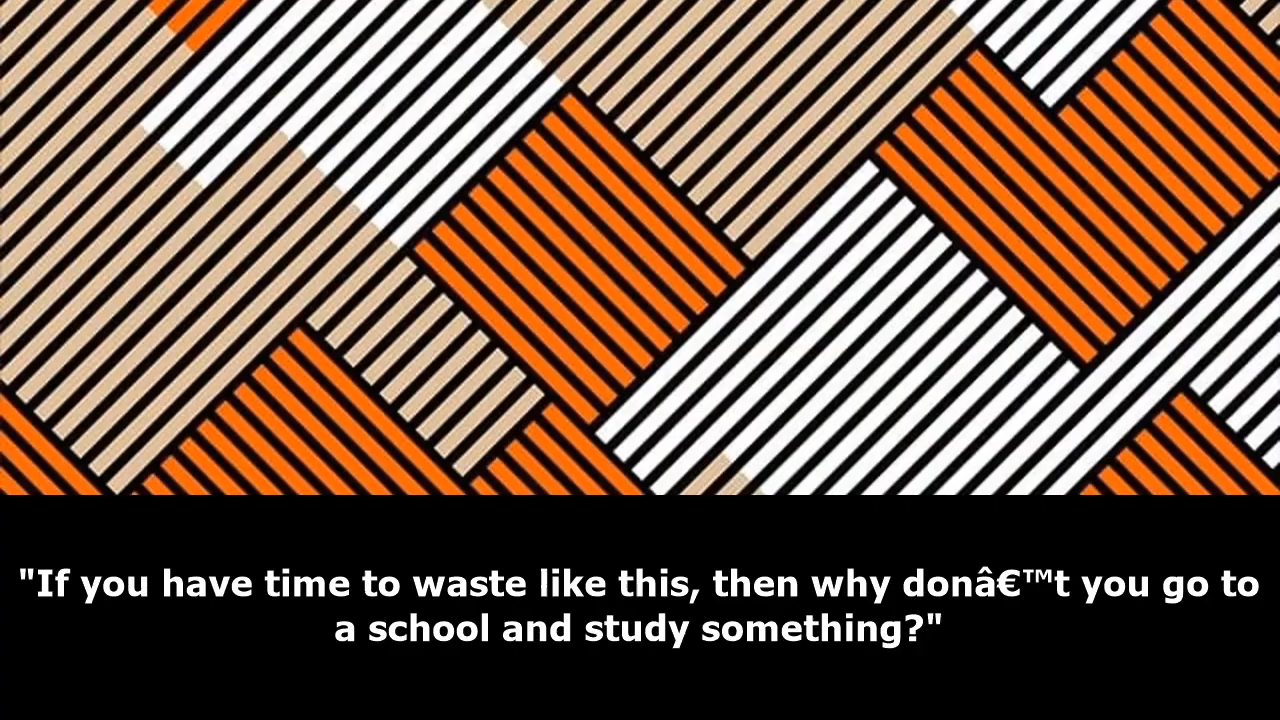 "If you have time to waste like this, then why donâ€™t you go to
a school and study something?"